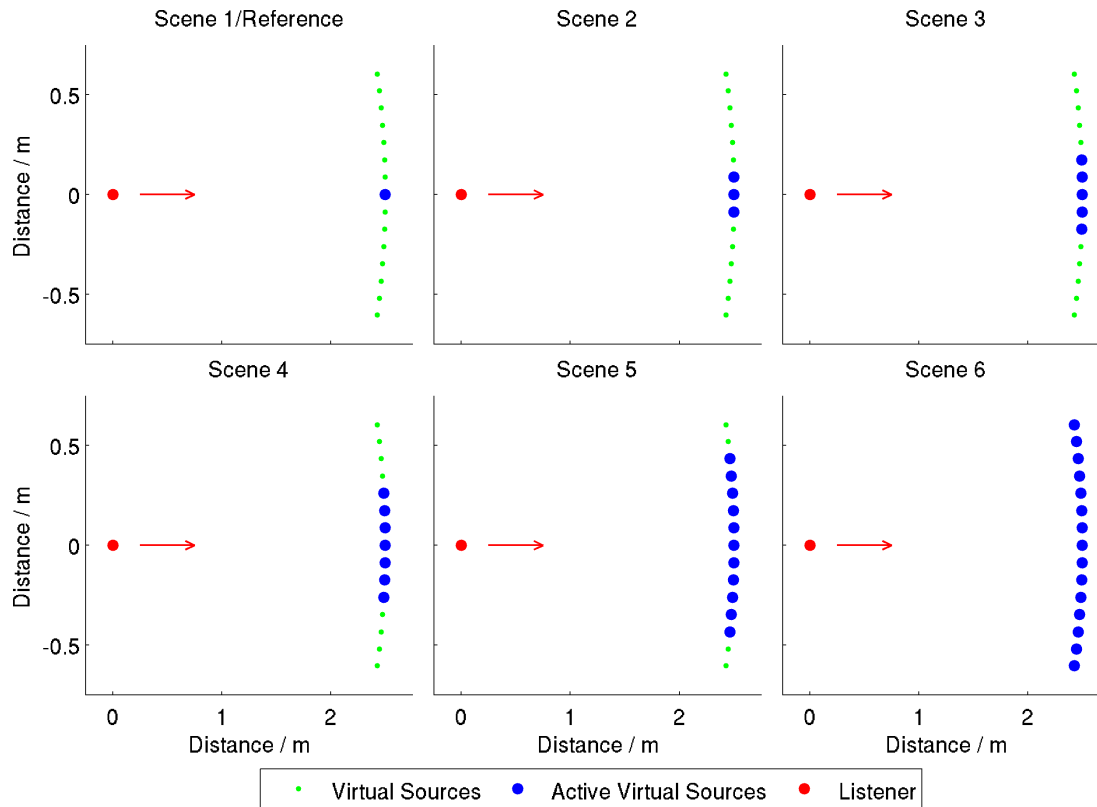 Scene 1/Reference
Scene 2
Scene 3
Distance / m
0.5
0
-0.5
Scene 4
Scene 5
Scene 6
Distance / m
0.5
0
-0.5
0 1 2
0 1 2
0 1 2
Distance / m
Distance / m
Distance / m
Virtual Sources
Active Virtual Sources
Listener